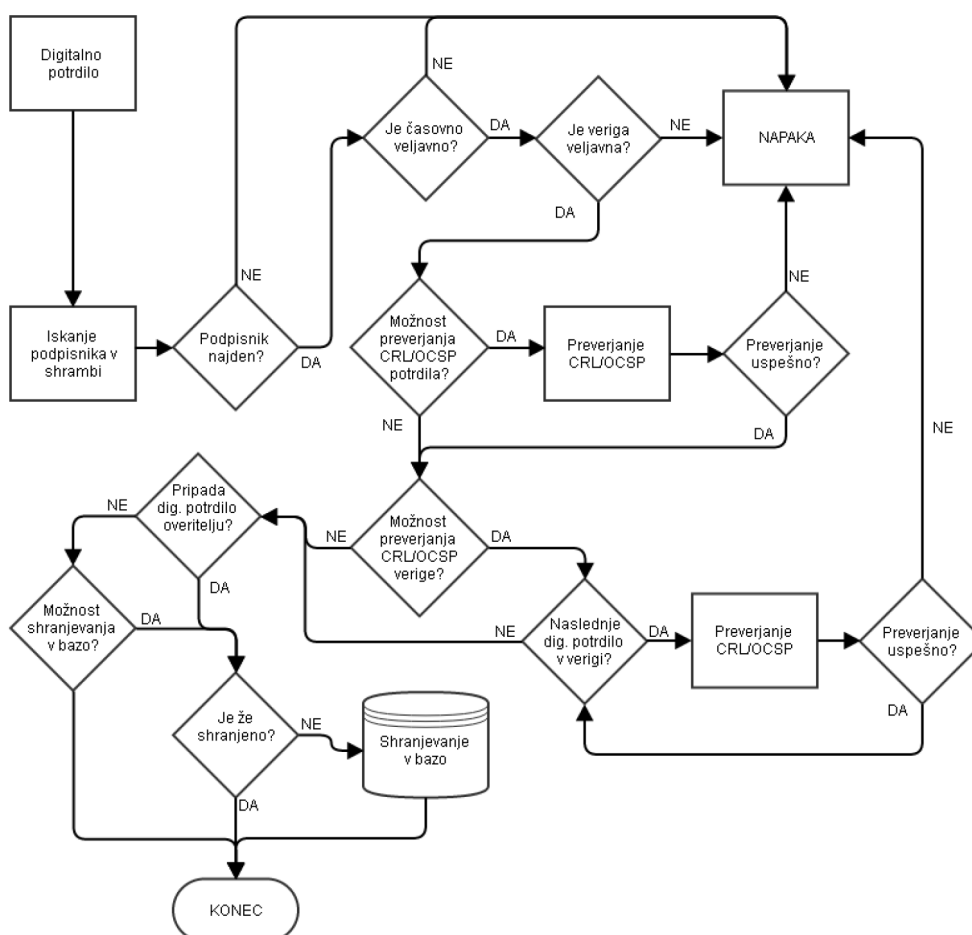 Digitalno
potrdilo
NE
NE
Je časovno
veljavno?
DA
Je veriga
veljavna?
NE
NAPAKA
DA
Iskanje
podpisnika v
shrambi
NE
Podpisnik
najden?
DA
Možnost
preverjanja
CRL/OCSP
potrdila?
DA
Preverjanje
CRL/OCSP
NE
Preverjanje
uspešno?
NE
DA
NE
Pripada
dig. potrdilo
overitelju?
NE
DA
Možnost
preverjanja
CRL/OCSP
verige?
NE
DA
Možnost
shranjevanja
v bazo?
DA
Naslednje
dig. potrdilo
v verigi?
NE
DA
Preverjanje
CRL/OCSP
Preverjanje
uspešno?
DA
Je že
shranjeno?
NE
DA
Shranjevanje
v bazo
KONEC